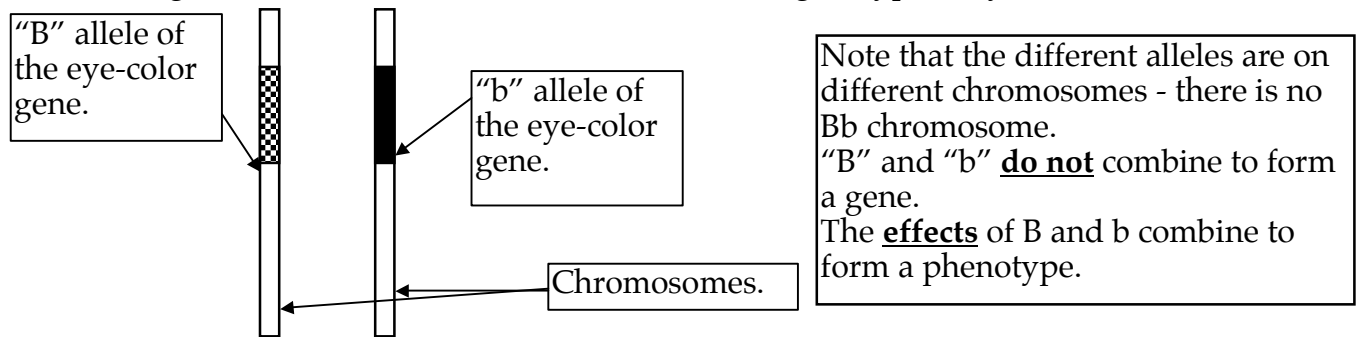 “B” allele of
the eye-color
gene.
“b” allele of
the eye-color
gene.
Chromosomes.
Note that the different alleles are on
different chromosomes - there is no
Bb chromosome.
“B” and “b” do not combine to form
a gene.
The effects of B and b combine to
form a phenotype.